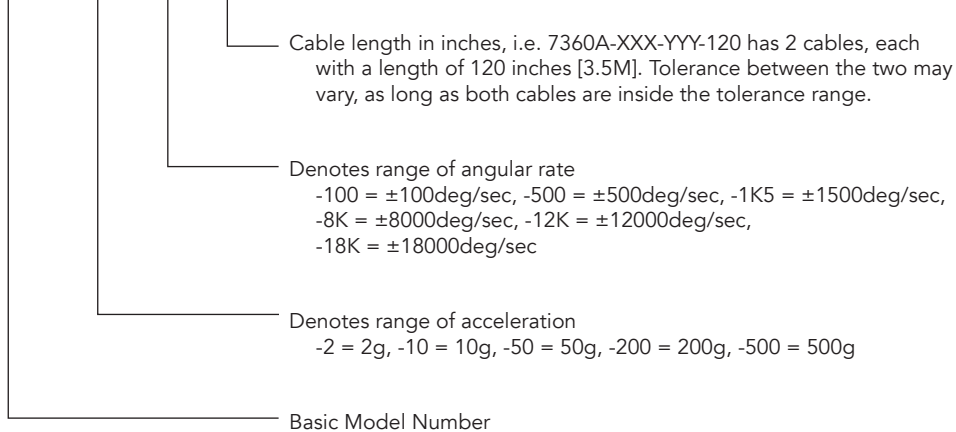 Cable length in inches, i.e. 7360A-XXX-YYY-120 has 2 cables, each
with a length of 120 inches [3.5M]. Tolerance between the two may
vary, as long as both cables are inside the tolerance range.
Denotes range of angular rate
-100 = ±100deg/sec, -500 = ±500deg/sec, -1K5 = ±1500deg/sec,
-8K = ±8000deg/sec, -12K = ±12000deg/sec,
-18K = ±18000deg/sec
Denotes range of acceleration
-2 = 2g, -10 = 10g, -50 = 50g, -200 = 200g, -500 = 500g
Basic Model Number